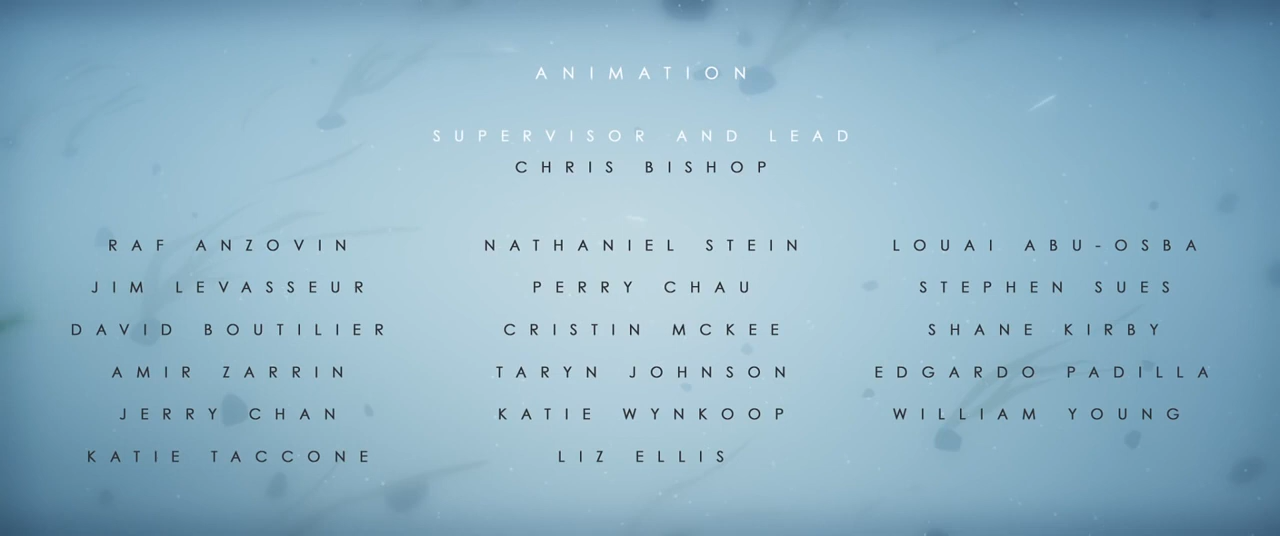 ANIMATION
SUPERVISOR AND LEAD
CHRIS BISHOP
RAF ANZOVIN
JIM LEVASSEUR
DAVID BOUTILIER
AMIR ZARRIN
JERRY CHAN
KATIE TACCONE
NATHANIEL STEIN
PERRY CHAU
CRISTIN MCKEE
TARYN JOHNSON
KATIE WYNKOOP
LIZ ELLIS
LOUAI ABU-OSBA
STEPHEN SUES
SHANE KIRBY
EDGARDO PADILLA
WILLIAM YOUNG